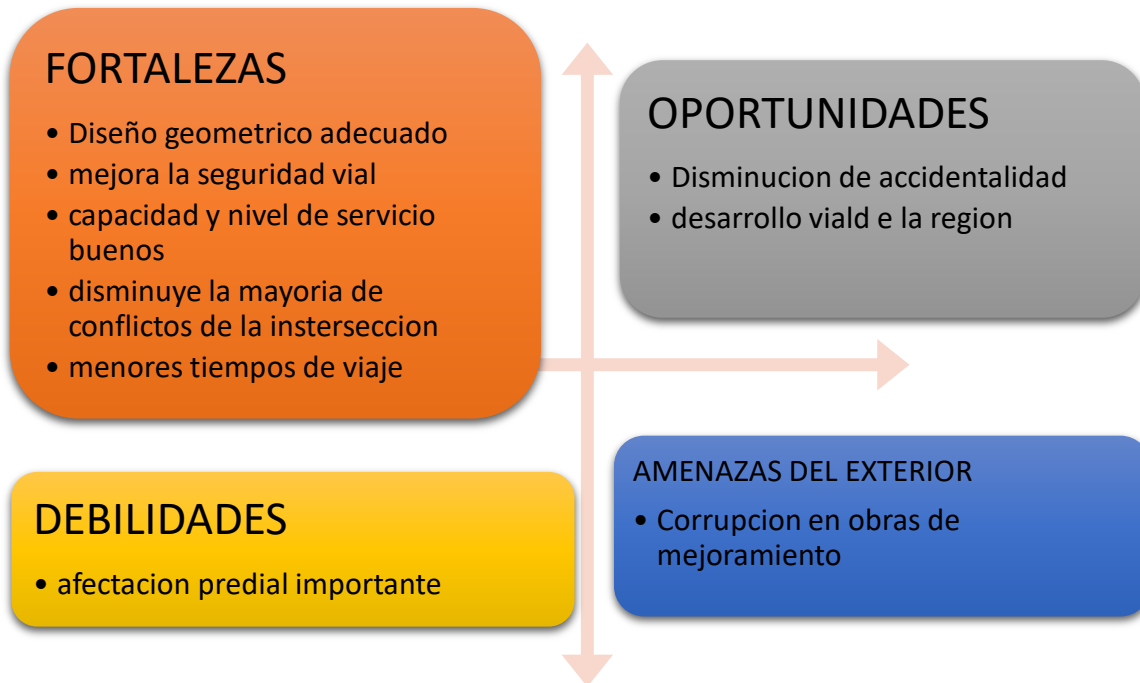 FORTALEZAS
• Diseño geometrico adecuado
• mejora la seguridad vial
• capacidad y nivel de servicio
buenos
• disminuye la mayoria de
conflictos de la insterseccion
• menores tiempos de viaje
OPORTUNIDADES
• Disminucion de accidentalidad
• desarrollo viald e la region
DEBILIDADES
• afectacion predial importante
AMENAZAS DEL EXTERIOR
• Corrupcion en obras de
mejoramiento